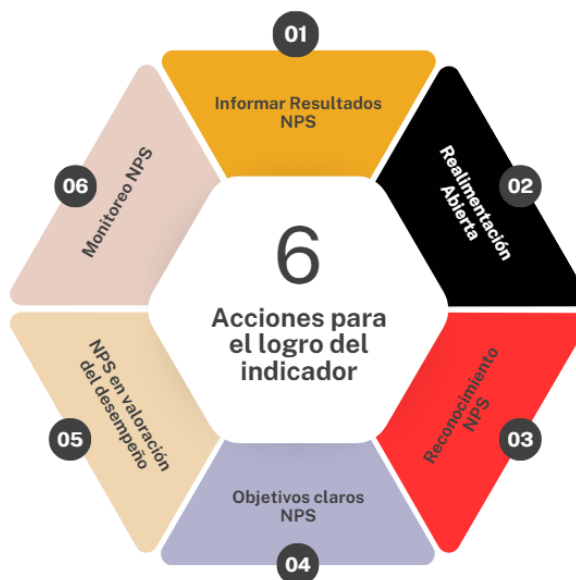 01
Informar Resultados
NPS
02
Realimentación
Abierta
03
Reconocimiento
NPS
04
Objetivos claros
NPS
05
NPS en valoración
del desempeño
06
Monitoreo NPS
6
Acciones para
el logro del
indicador